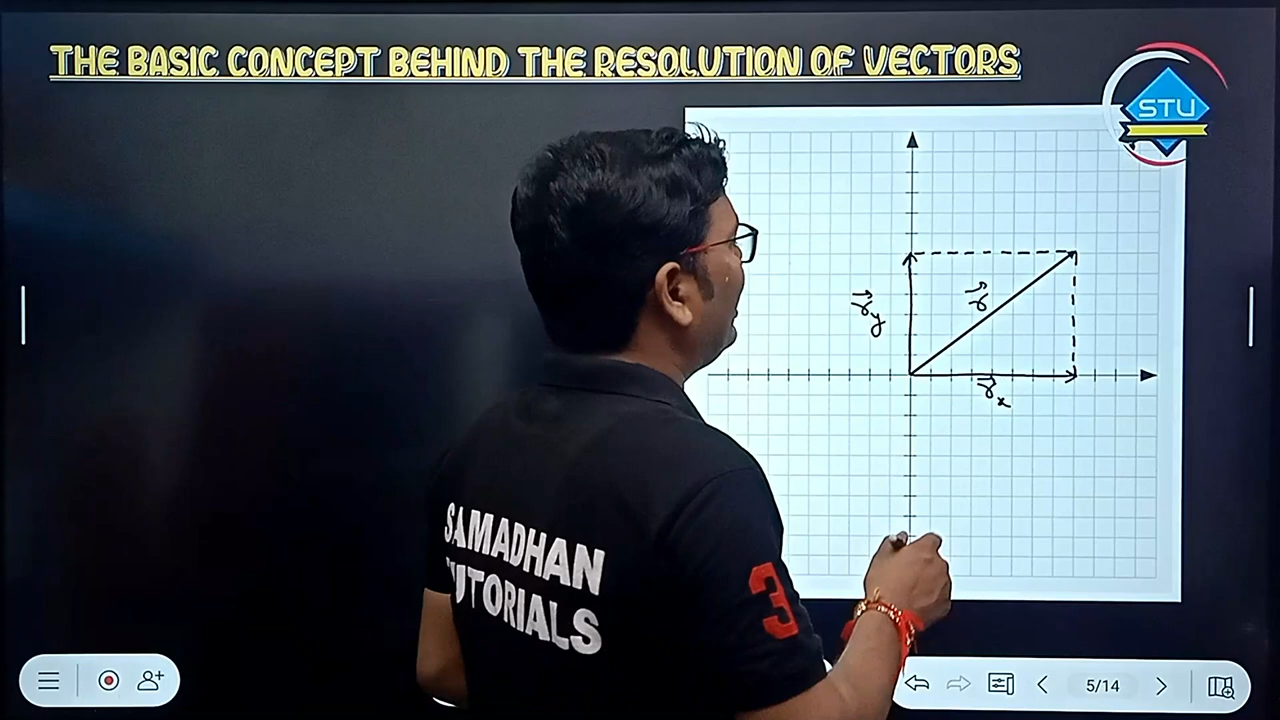 THE BASIC CONCEPT BEHIND THE RESOLUTION OF VECTORS
STU
r⃗y
r⃗
r⃗x
SAMADHAN
TUTORIALS
3
5/14